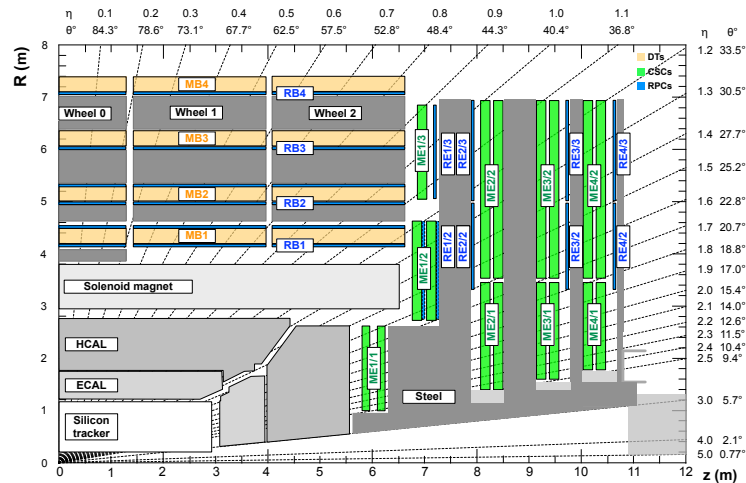 η 0.1 0.2 0.3 0.4 0.5 0.6 0.7 0.8 0.9 1.0 1.1 η θ°
θ° 84.3° 78.6° 73.1° 67.7° 62.5° 57.5° 52.8° 48.4° 44.3° 40.4° 36.8°
R (m)
8
7
6
5
4
3
2
1
0
1.2 33.5°
1.3 30.5°
1.4 27.7°
1.5 25.2°
1.6 22.8°
1.7 20.7°
1.8 18.8°
1.9 17.0°
2.0 15.4°
2.1 14.0°
2.2 12.6°
2.3 11.5°
2.4 10.4°
2.5 9.4°
3.0 5.7°
4.0 2.1°
5.0 0.77°
DTs
CSCs
RPCs
MB4
RB4
Wheel 0
Wheel 1
Wheel 2
MB3
RB3
MB2
RB2
MB1
RB1
Solenoid magnet
HCAL
ECAL
Silicon
tracker
Steel
ME1/1
ME1/2
ME1/3
RE1/3
RE2/3
RE1/2
RE2/2
ME2/2
ME2/1
ME3/2
ME3/1
RE3/3
RE3/2
ME4/2
ME4/1
RE4/3
RE4/2
0 1 2 3 4 5 6 7 8 9 10 11 12
z (m)